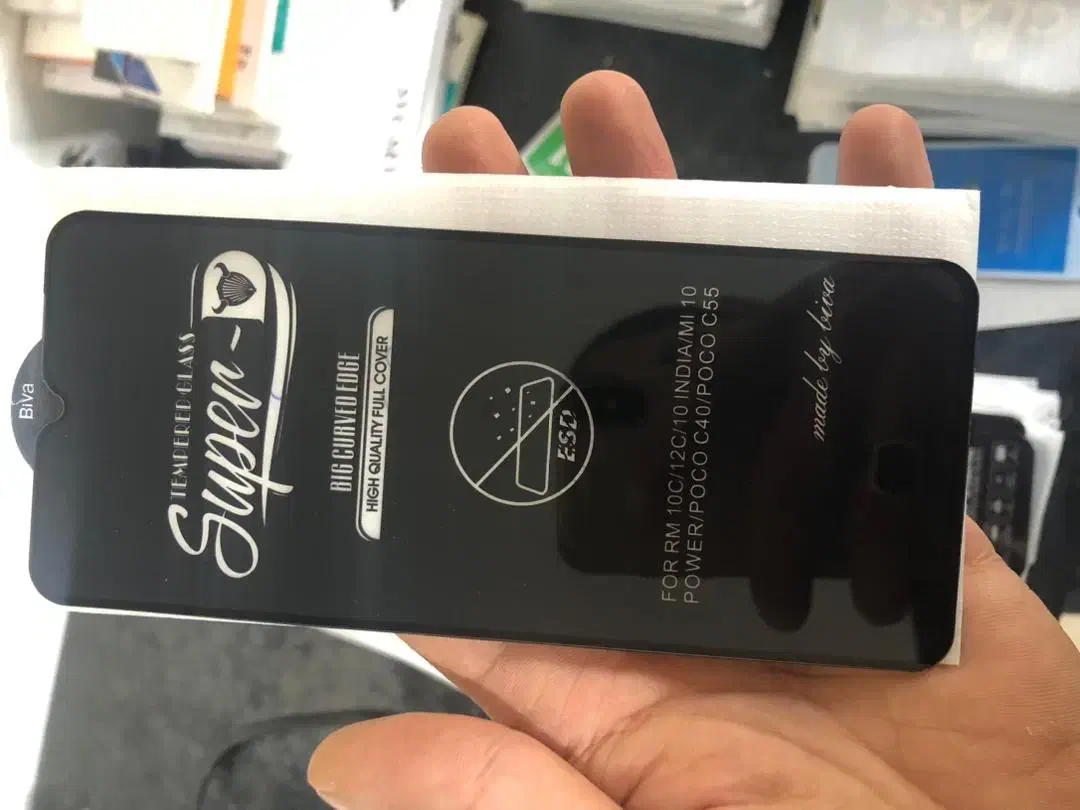 Biva
TEMPERED GLASS
Super
BIG CURVED EDGE
HIGH QUALITY FULL COVER
ESD
FOR RM 10C/12C/10 INDIA/MI 10
POWER/POCO C40/POCO C55
made by biva
GLASS